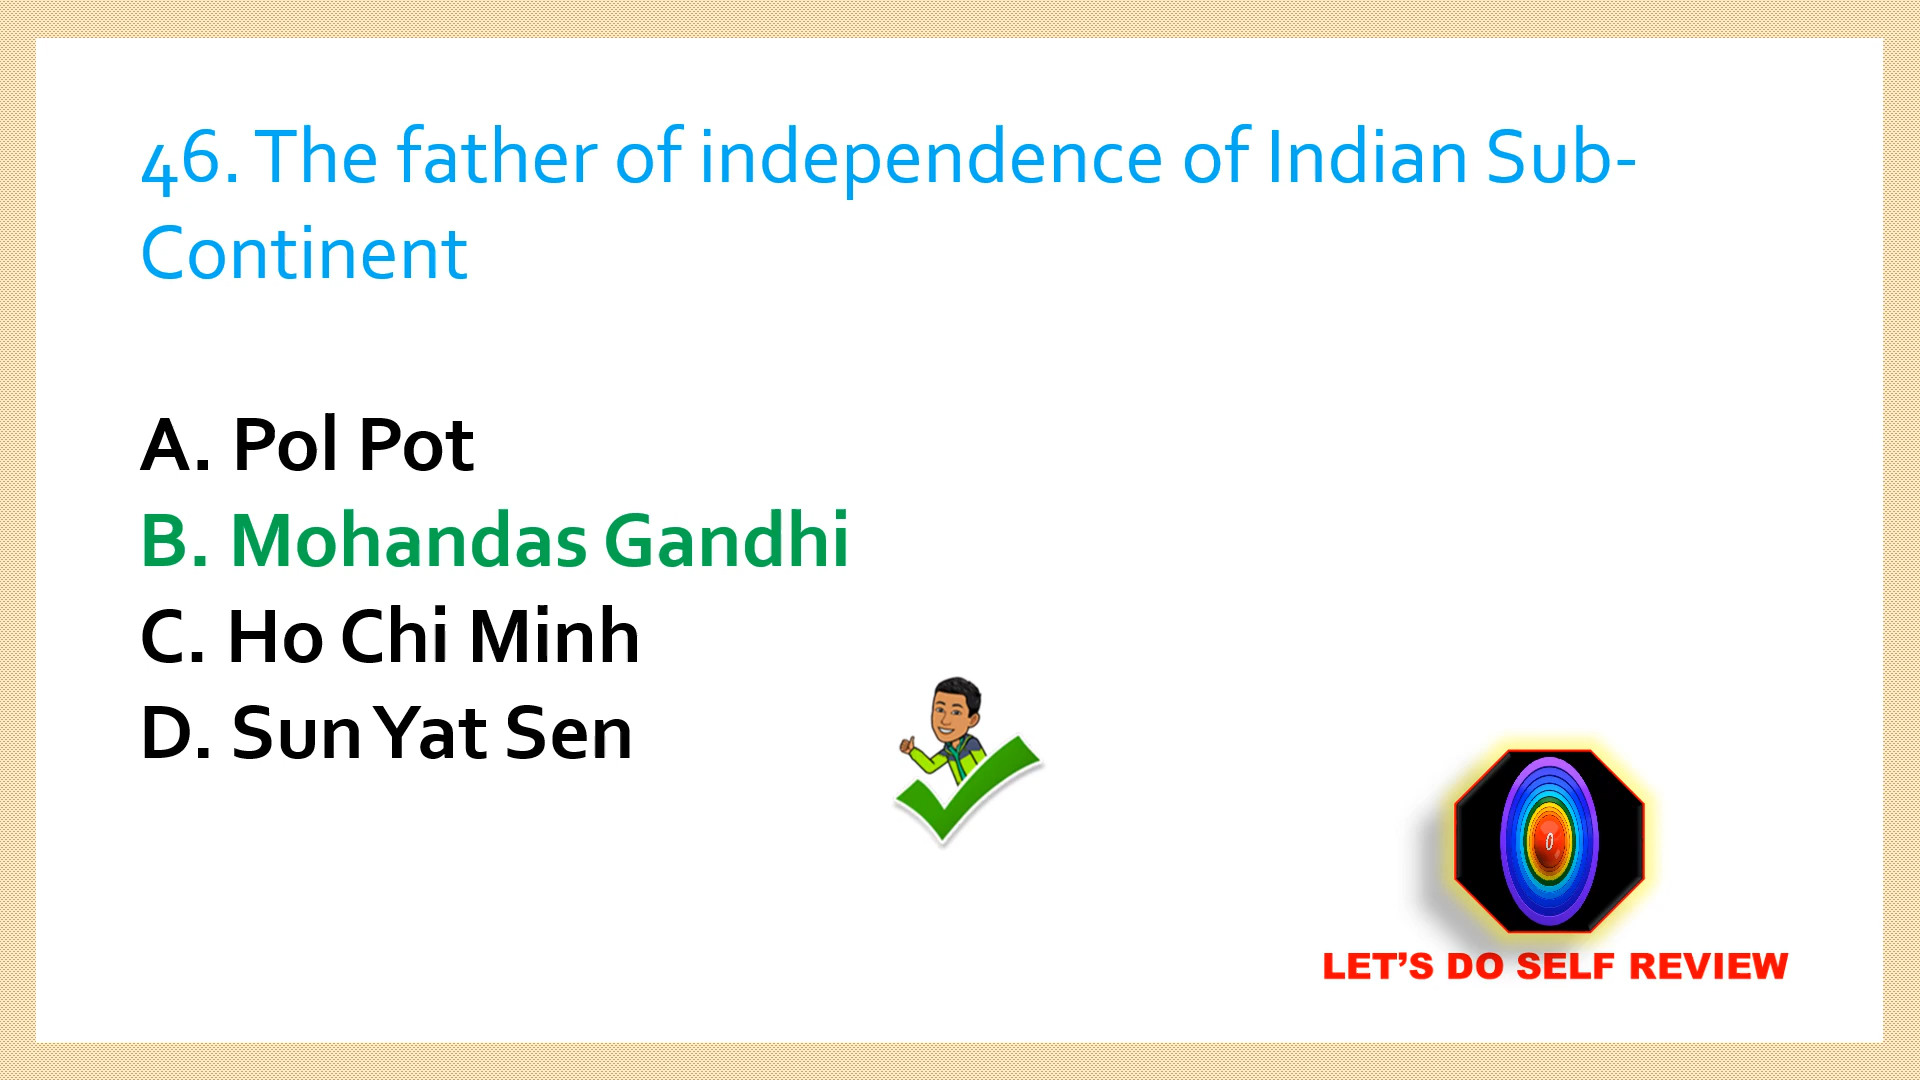 46. The father of independence of Indian Sub-
Continent
A. Pol Pot
B. Mohandas Gandhi
C. Ho Chi Minh
D. Sun Yat Sen
0
LET’S DO SELF REVIEW